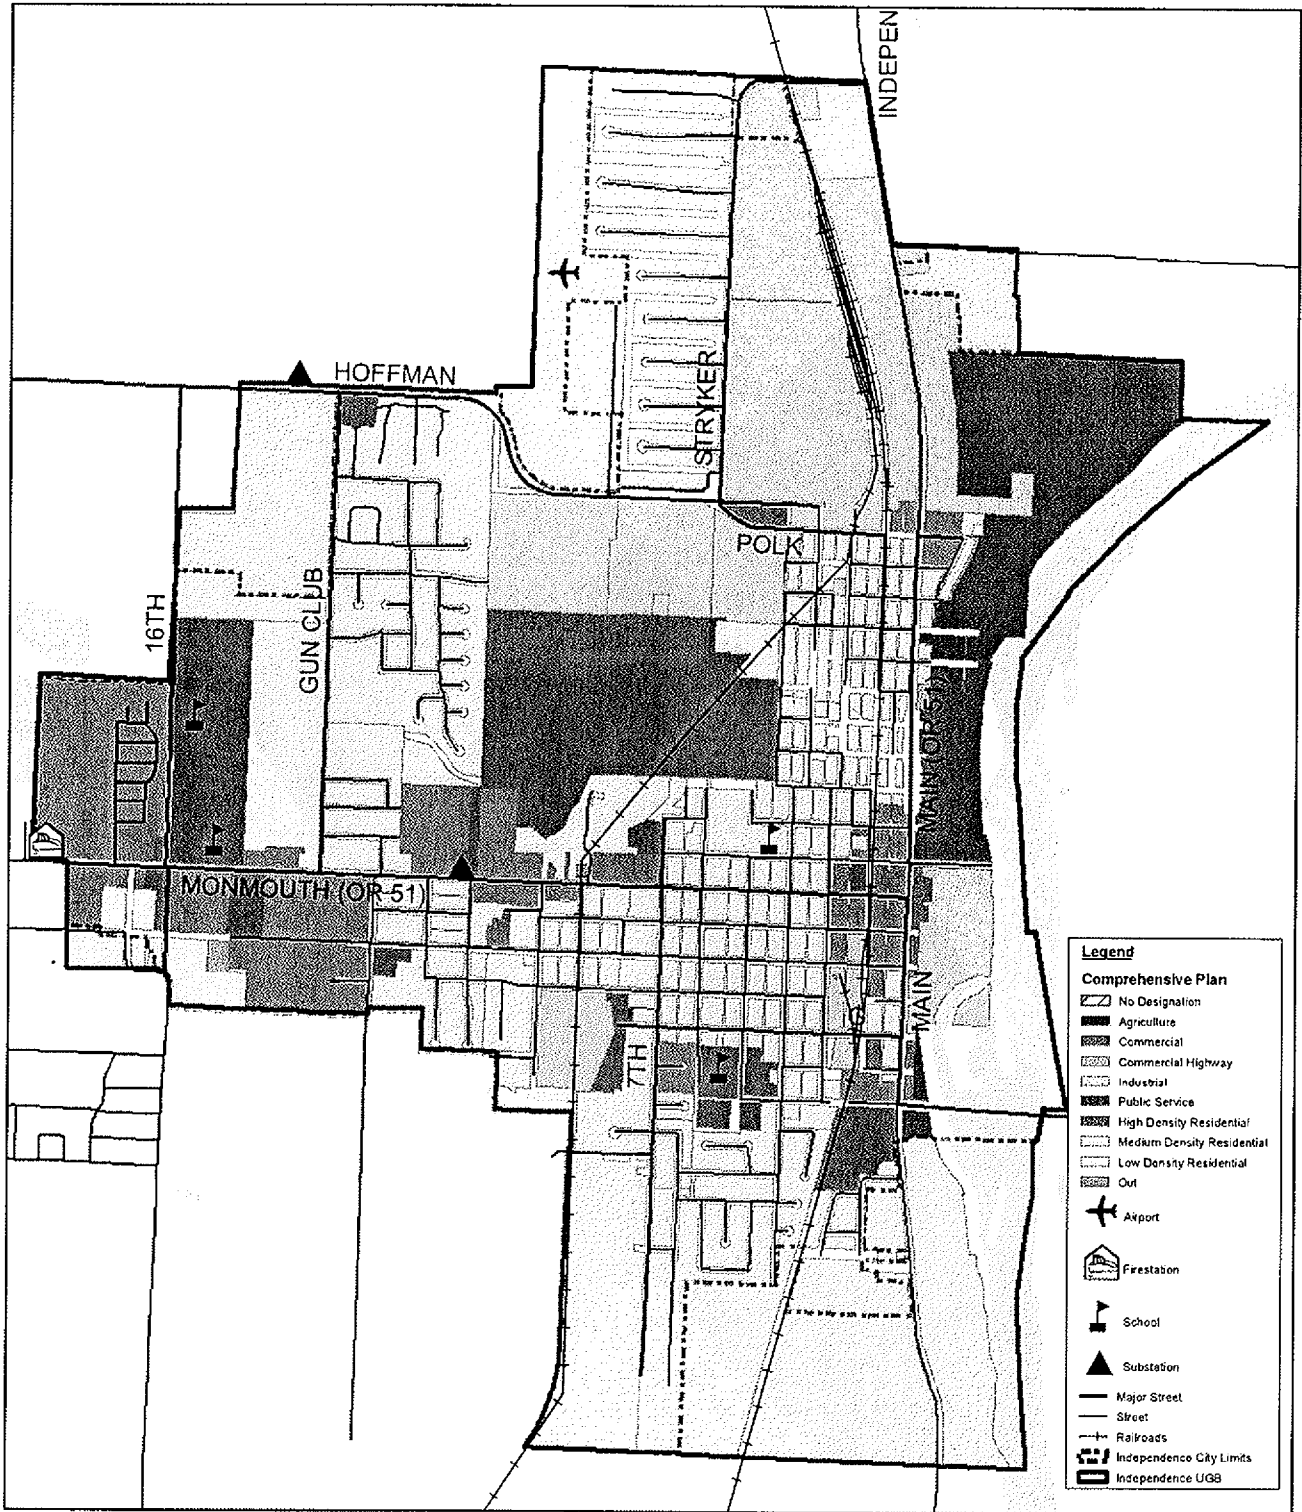 INDEPEN
HOFFMAN
STRYKER
POLK
16TH
GUN CLUB
MAIN (OR 51)
MONMOUTH (OR 51)
MAIN
7TH
Legend
Comprehensive Plan
No Designation
Agriculture
Commercial
Commercial Highway
Industrial
Public Service
High Density Residential
Medium Density Residential
Low Density Residential
Out
Airport
Firestation
School
Substation
Major Street
Street
Railroads
Independence City Limits
Independence UGB